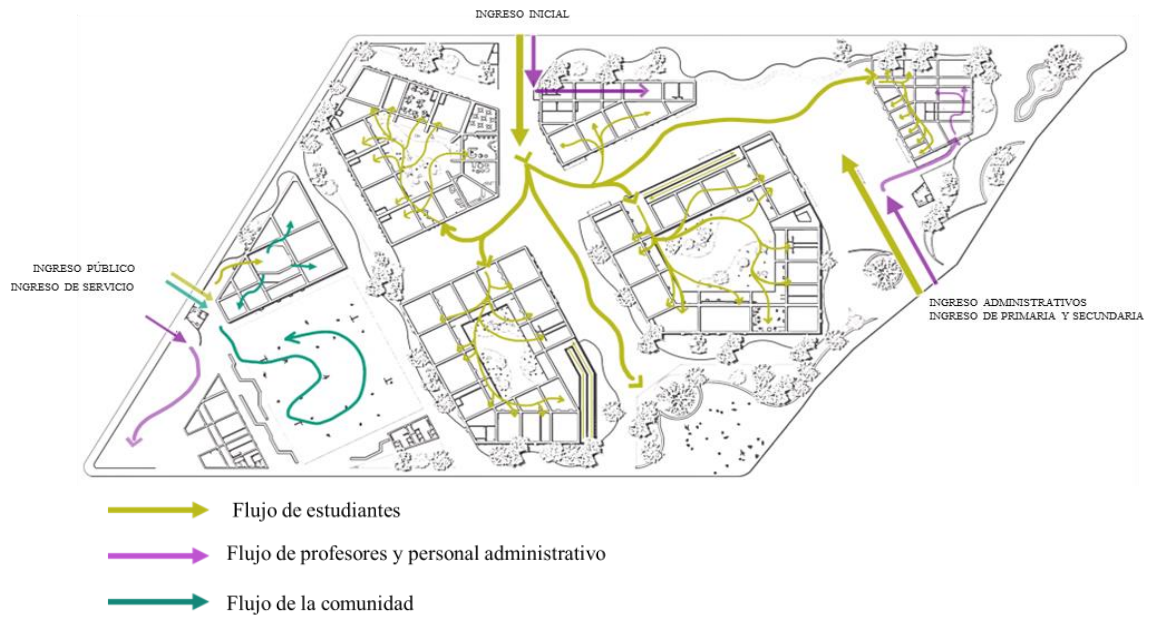 INGRESO INICIAL
INGRESO PÚBLICO
INGRESO DE SERVICIO
INGRESO ADMINISTRATIVOS
INGRESO DE PRIMARIA Y SECUNDARIA
Flujo de estudiantes
Flujo de profesores y personal administrativo
Flujo de la comunidad